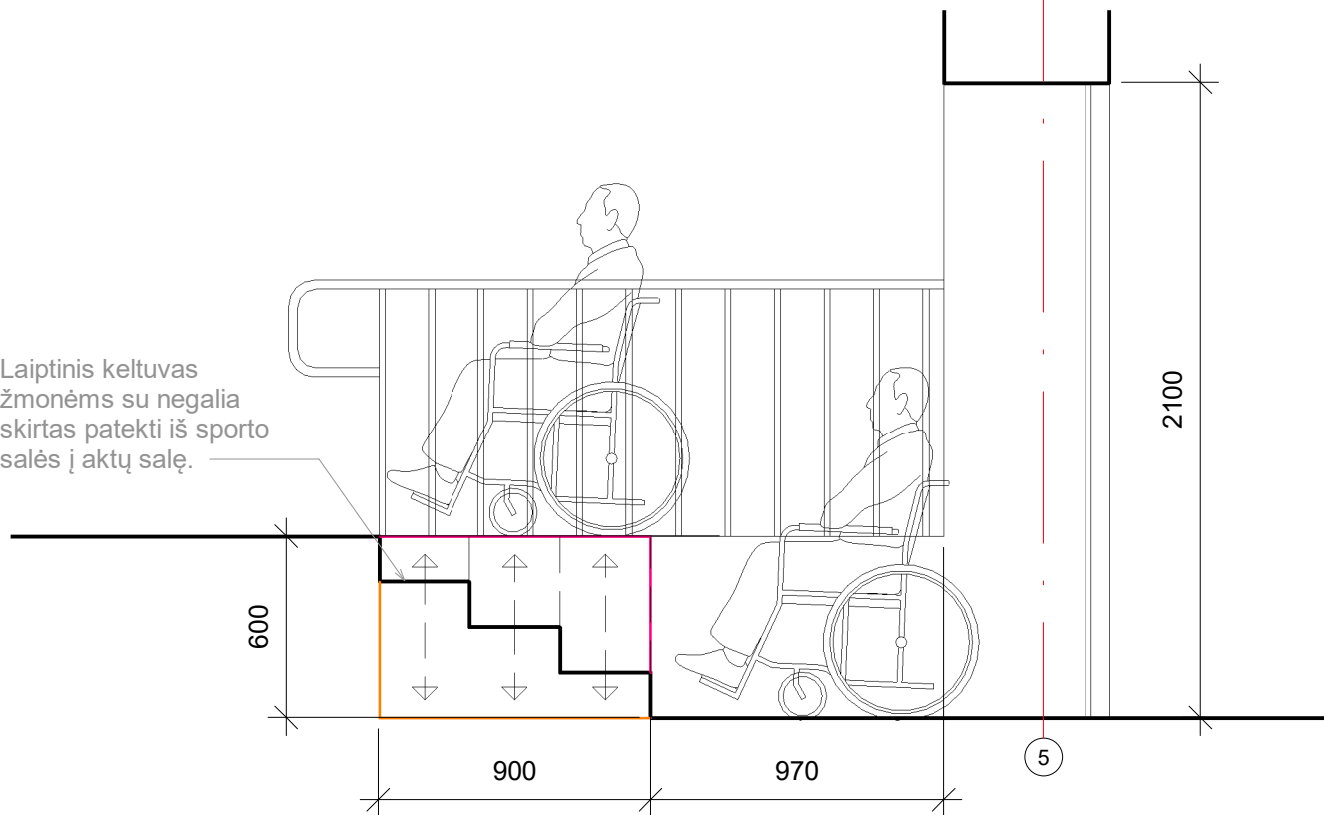 Laiptinis keltuvas
žmonėms su negalia
skirtas patekti iš sporto
salės į aktų salę.
2100
600
900
970
5